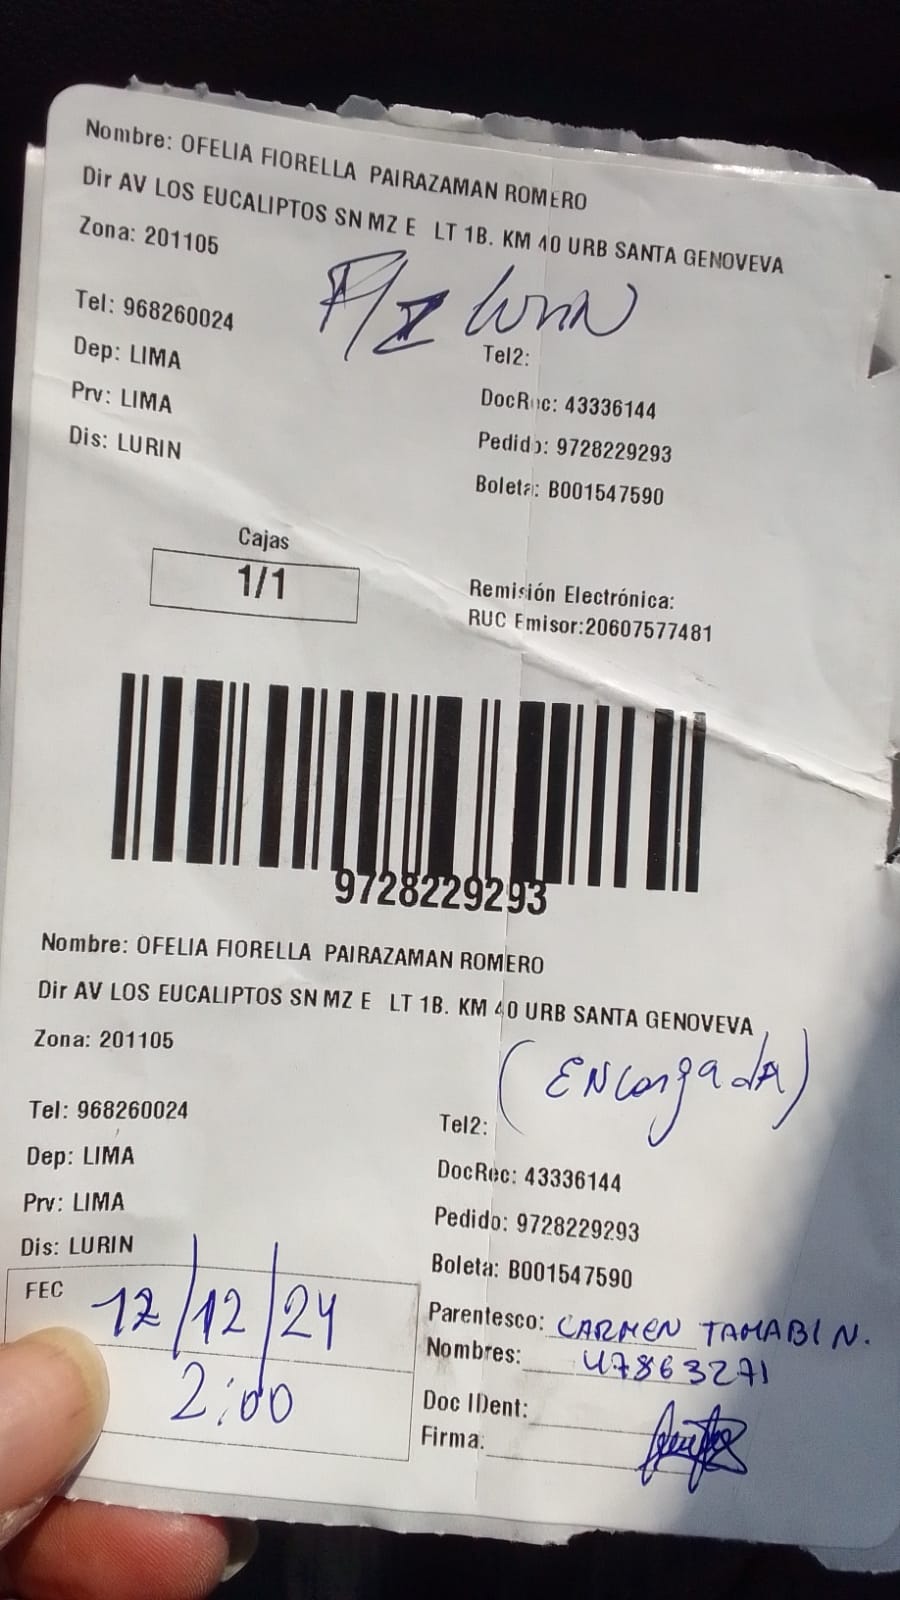 Nombre: OFELIA FIORELLA PAIRAZAMAN ROMERO
Dir AV LOS EUCALIPTOS SN MZ E LT 1B. KM 40 URB SANTA GENOVEVA
Zona: 201105
Lurin
Tel: 968260024
Tel2:
Dep: LIMA
DocRec: 43336144
Prv: LIMA
Pedido: 9728229293
Dis: LURIN
Boleta: B001547590
Cajas
1/1
Remisión Electrónica:
RUC Emisor:20607577481
9728229293
Nombre: OFELIA FIORELLA PAIRAZAMAN ROMERO
Dir AV LOS EUCALIPTOS SN MZ E LT 1B. KM 40 URB SANTA GENOVEVA
Zona: 201105
(ENcargadA)
Tel: 968260024
Tel2:
Dep: LIMA
DocRec: 43336144
Prv: LIMA
Pedido: 9728229293
Dis: LURIN
Boleta: B001547590
FEC 12/12/24
2:00
Parentesco: CARMEN TAMABI N.
Nombres: 47863271
Doc IDent:
Firma: